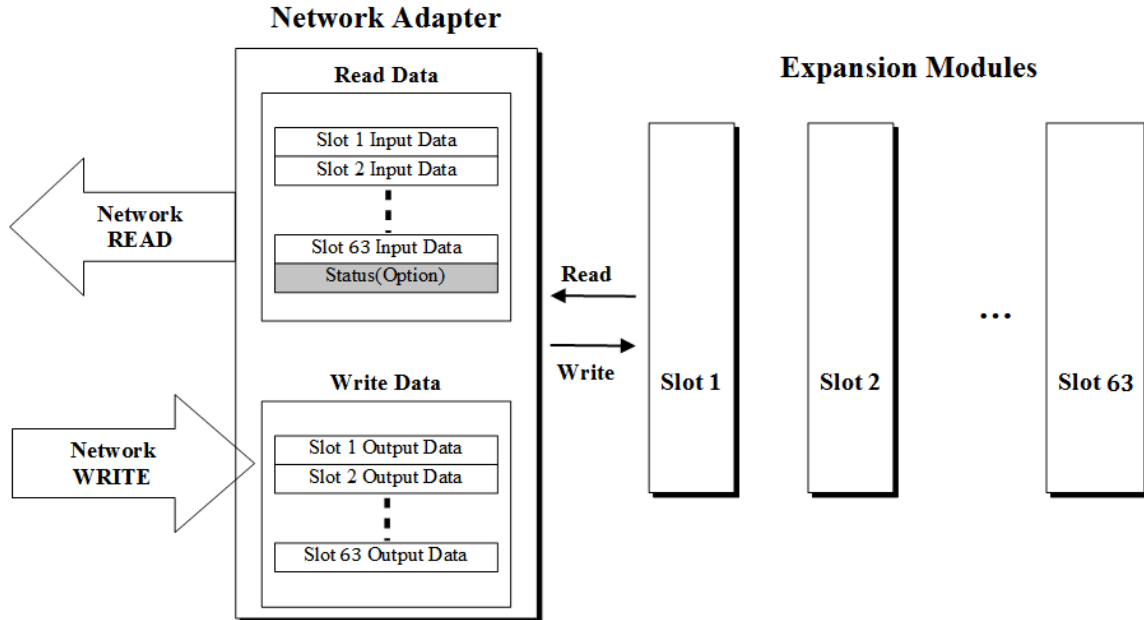 Network Adapter
Read Data
Slot 1 Input Data
Slot 2 Input Data
Slot 63 Input Data
Status(Option)
Network
READ
Write Data
Slot 1 Output Data
Slot 2 Output Data
Slot 63 Output Data
Network
WRITE
Read
Write
Expansion Modules
Slot 1
Slot 2
...
Slot 63